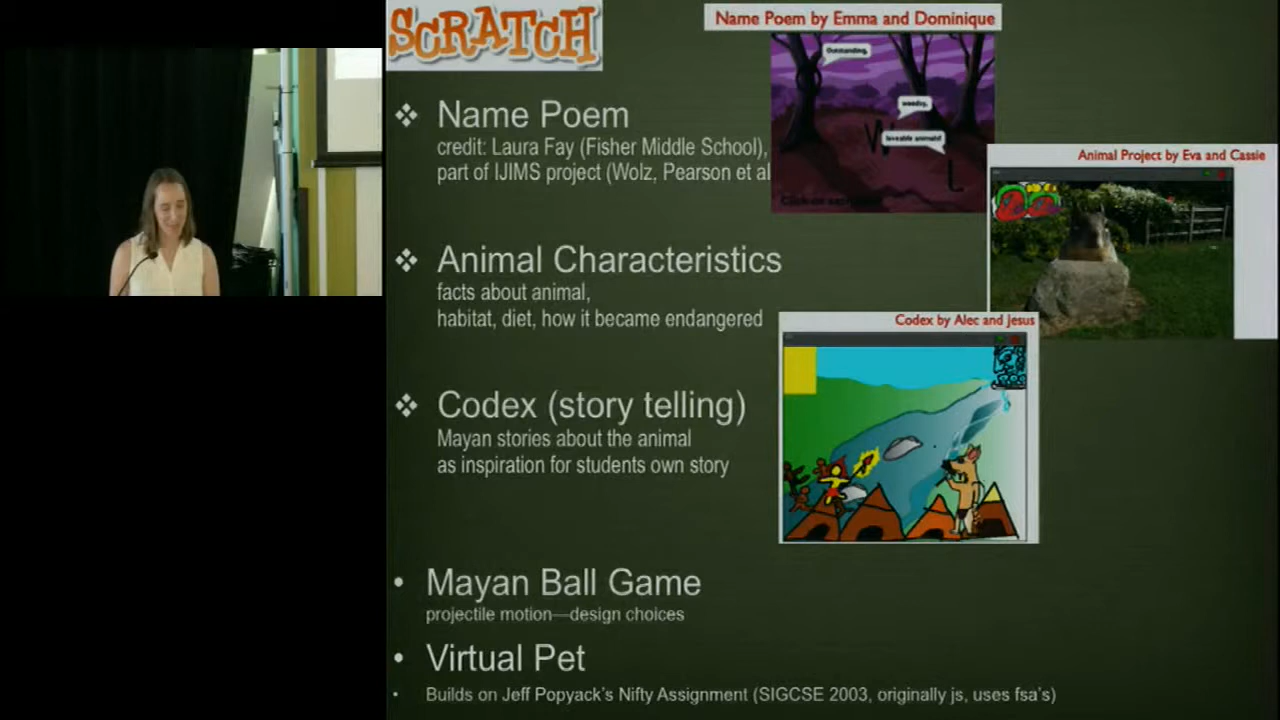 SCRATCH
Name Poem by Emma and Dominique
Outstanding,
woodsy,
loveable animals!
W
L
Name Poem
credit: Laura Fay (Fisher Middle School),
part of IJIMS project (Wolz, Pearson et al
Animal Project by Eva and Cassie
Animal Characteristics
facts about animal,
habitat, diet, how it became endangered
Codex by Alec and Jesus
Codex (story telling)
Mayan stories about the animal
as inspiration for students own story
Mayan Ball Game
projectile motion—design choices
Virtual Pet
Builds on Jeff Popyack's Nifty Assignment (SIGCSE 2003, originally js, uses fsa's)